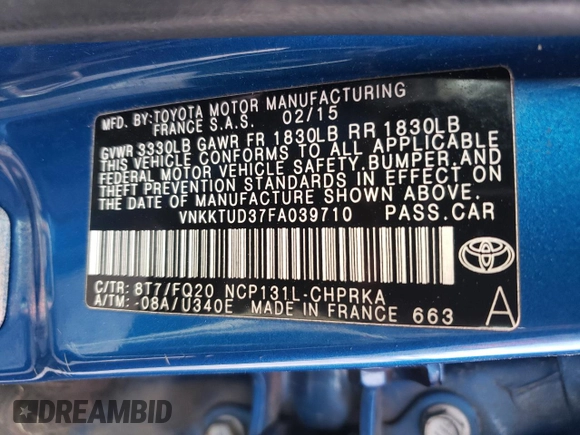 MFD. BY: TOYOTA MOTOR MANUFACTURING
FRANCE S.A.S. 02/15
GVWR 3330LB GAWR FR 1830LB RR 1830LB
THIS VEHICLE CONFORMS TO ALL APPLICABLE
FEDERAL MOTOR VEHICLE SAFETY,BUMPER,AND
THEFT PREVENTION STANDARDS IN EFFECT ON
THE DATE OF MANUFACTURE SHOWN ABOVE.
VNKKTUD37FA039710 PASS.CAR
C/TR: 8T7/FQ20 NCP131L-CHPRKA
A/TM: -08A/U340E MADE IN FRANCE 663 A
DREAMBID